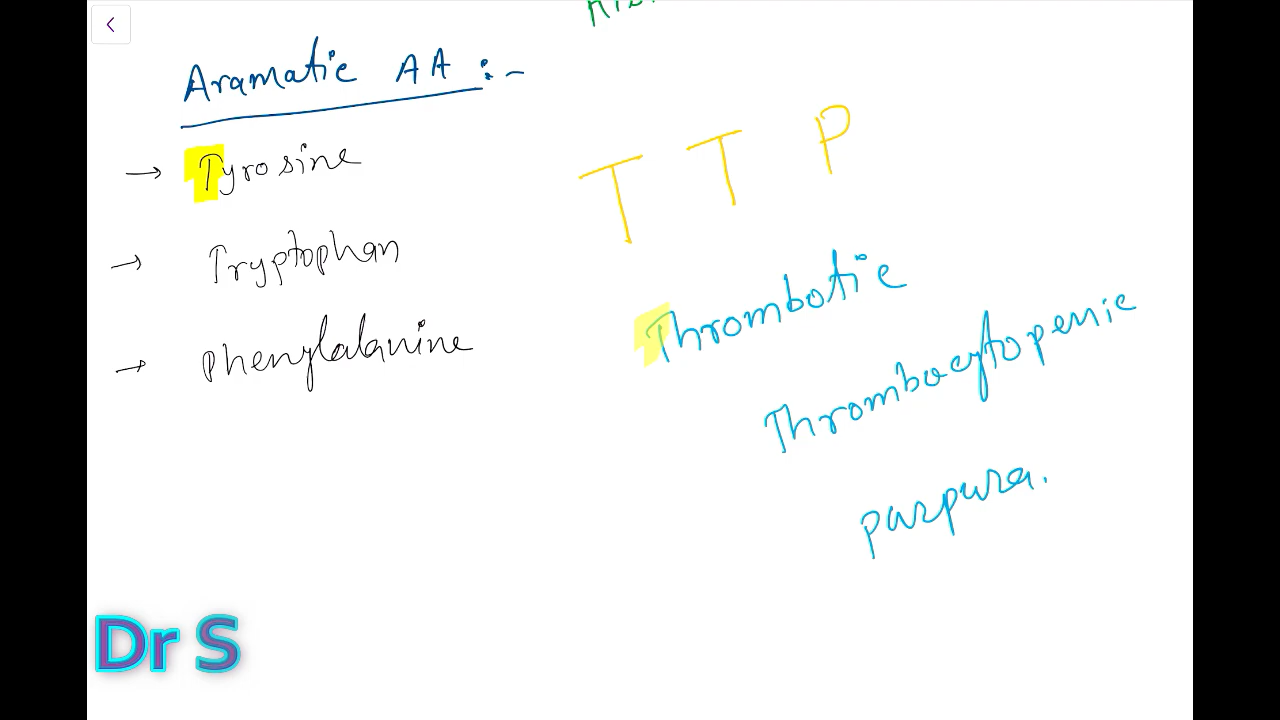 Aramatic AA :-
→ Tyrosine
→ Tryptophan
→ phenylalanine
T T P
Thrombotic
Thrombocytopenic
purpura.
Dr S